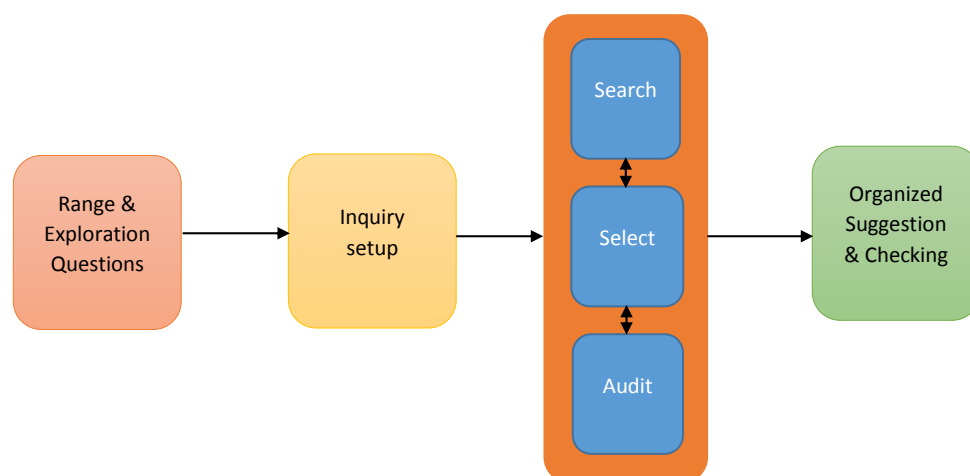 Range &
Exploration
Questions
Inquiry
setup
Search
Select
Audit
Organized
Suggestion
& Checking